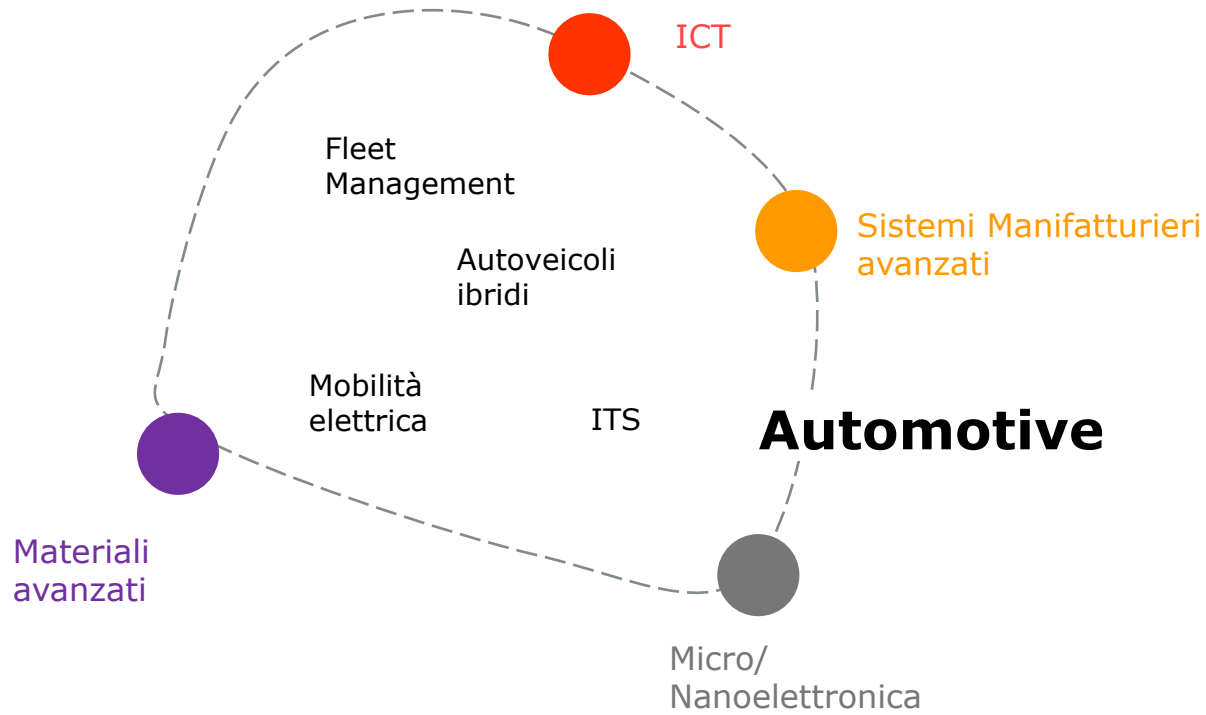 ICT
Fleet
Management
Sistemi Manifatturieri
avanzati
Autoveicoli
ibridi
Mobilità
elettrica
ITS
Automotive
Materiali
avanzati
Micro/
Nanoelettronica